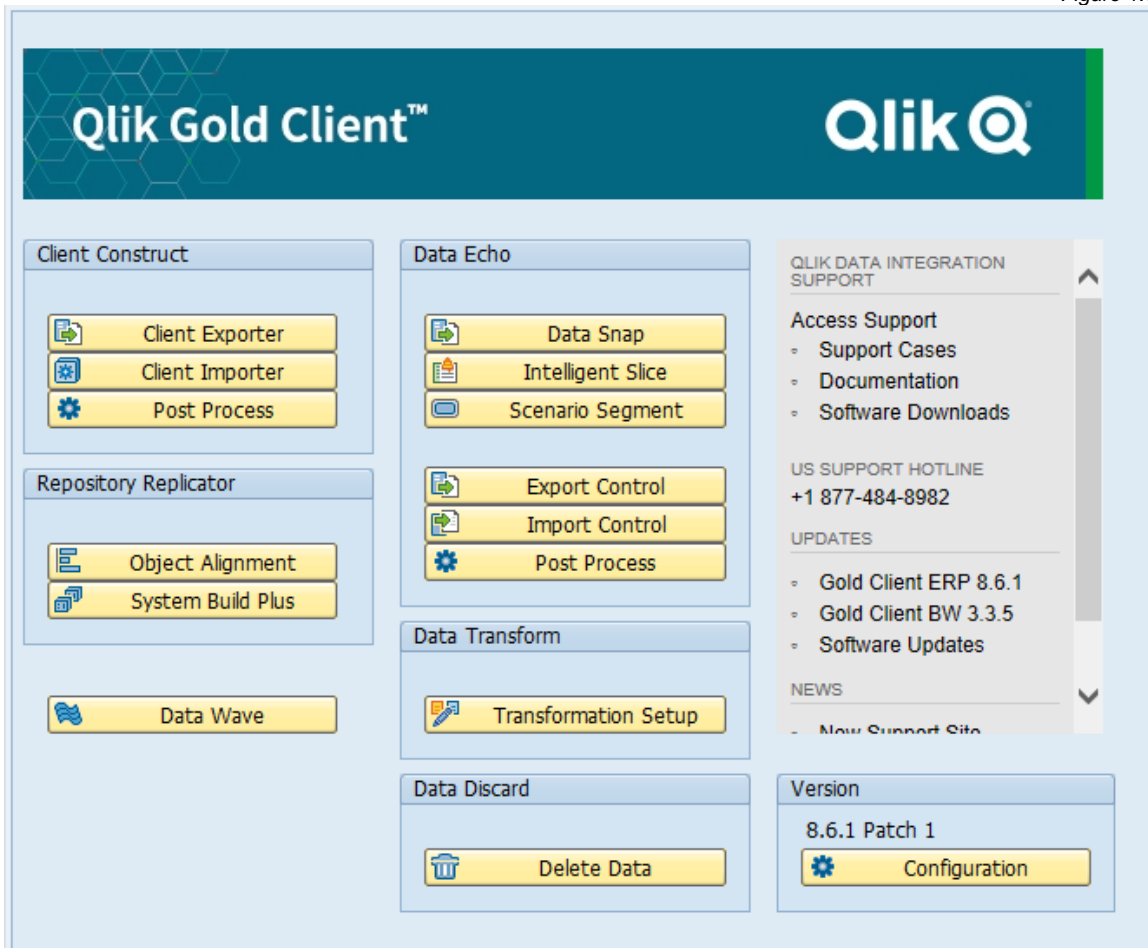 Qlik Gold Client™
Qlik
Client Construct
Client Exporter
Client Importer
Post Process
Repository Replicator
Object Alignment
System Build Plus
Data Wave
Data Echo
Data Snap
Intelligent Slice
Scenario Segment
Export Control
Import Control
Post Process
Data Transform
Transformation Setup
Data Discard
Delete Data
QLIK DATA INTEGRATION
SUPPORT
Access Support
Support Cases
Documentation
Software Downloads
US SUPPORT HOTLINE
+1 877-484-8982
UPDATES
Gold Client ERP 8.6.1
Gold Client BW 3.3.5
Software Updates
NEWS
New Support Site
Version
8.6.1 Patch 1
Configuration